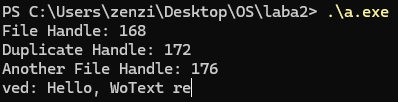 PS C:\Users\zenzi\Desktop\OS\laba2> .\a.exe
File Handle: 168
Duplicate Handle: 172
Another File Handle: 176
ved: Hello, WoText re